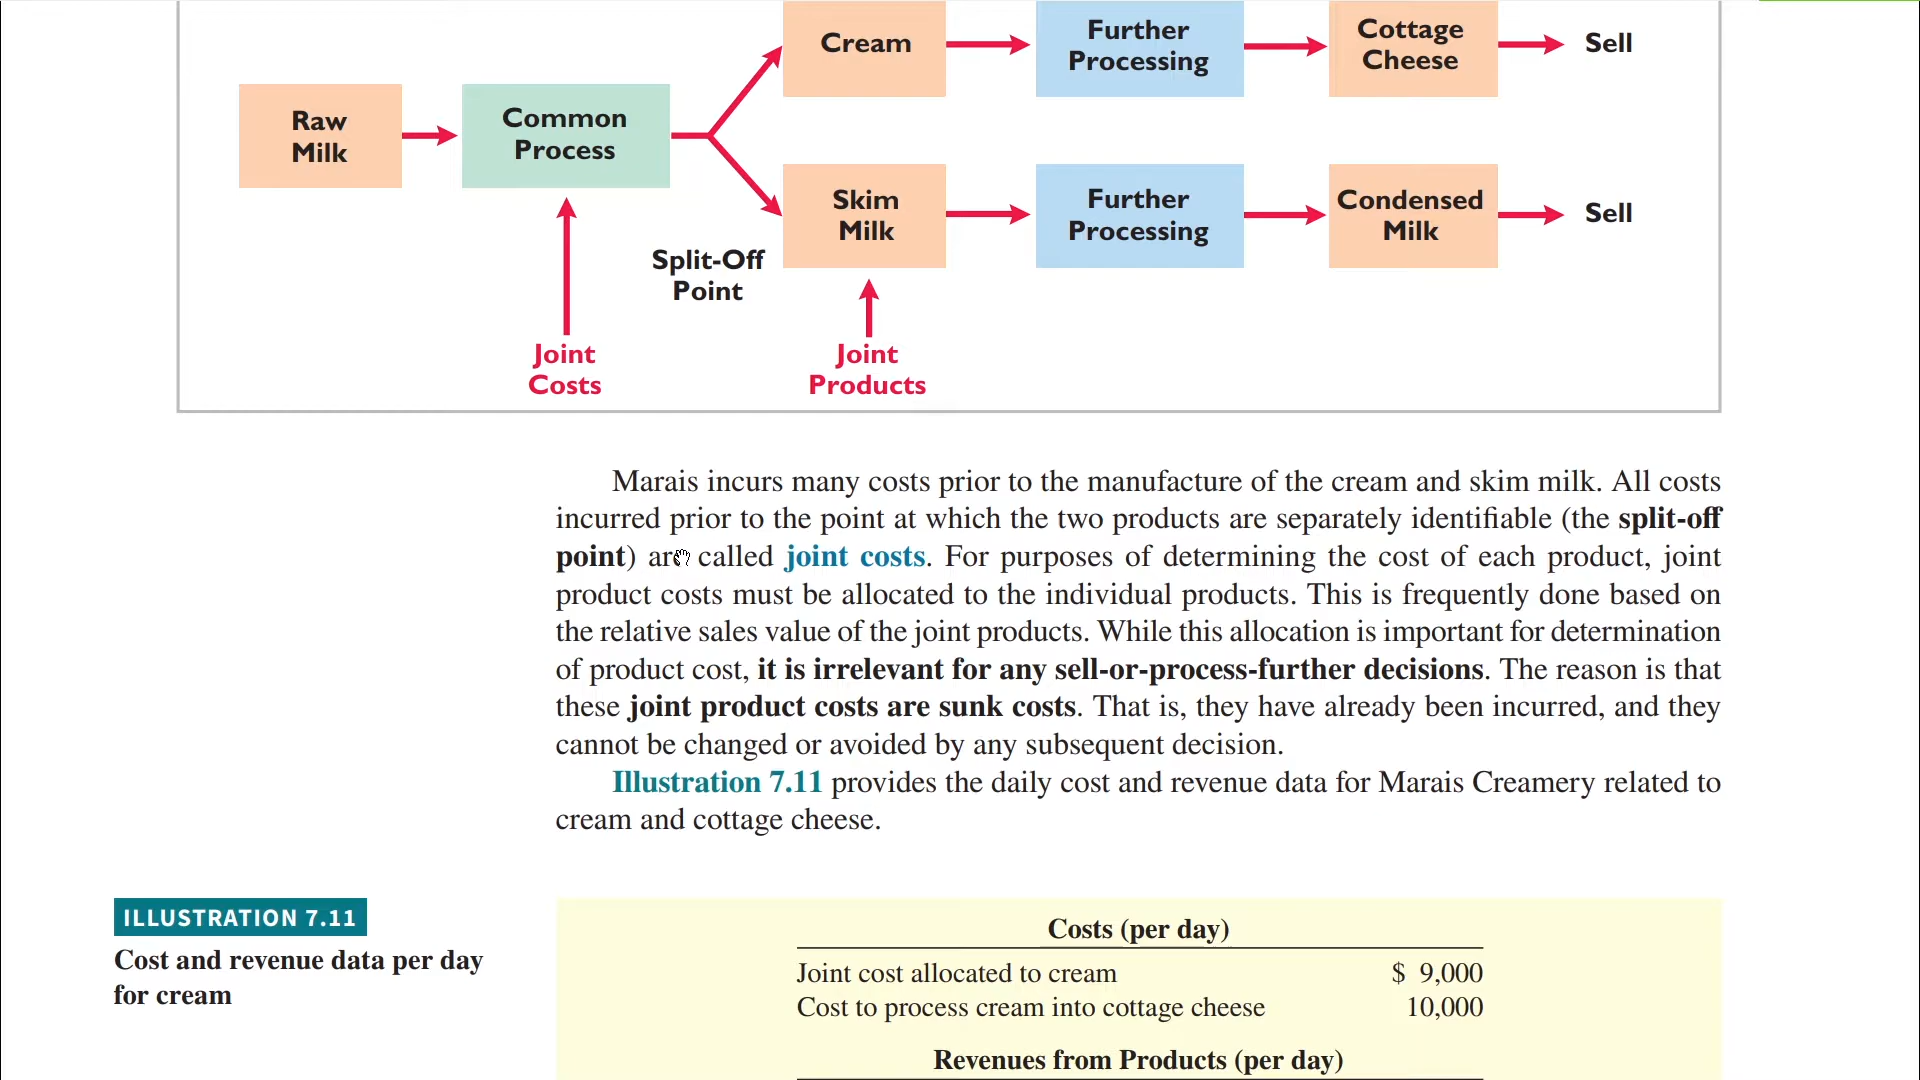 Cream
Further
Processing
Cottage
Cheese
Sell
Raw
Milk
Common
Process
Skim
Milk
Further
Processing
Condensed
Milk
Sell
Split-Off
Point
Joint
Costs
Joint
Products
Marais incurs many costs prior to the manufacture of the cream and skim milk. All costs
incurred prior to the point at which the two products are separately identifiable (the split-off
point) are called joint costs. For purposes of determining the cost of each product, joint
product costs must be allocated to the individual products. This is frequently done based on
the relative sales value of the joint products. While this allocation is important for determination
of product cost, it is irrelevant for any sell-or-process-further decisions. The reason is that
these joint product costs are sunk costs. That is, they have already been incurred, and they
cannot be changed or avoided by any subsequent decision.
Illustration 7.11 provides the daily cost and revenue data for Marais Creamery related to
cream and cottage cheese.
ILLUSTRATION 7.11
Cost and revenue data per day
for cream
Costs (per day)
Joint cost allocated to cream $ 9,000
Cost to process cream into cottage cheese 10,000
Revenues from Products (per day)